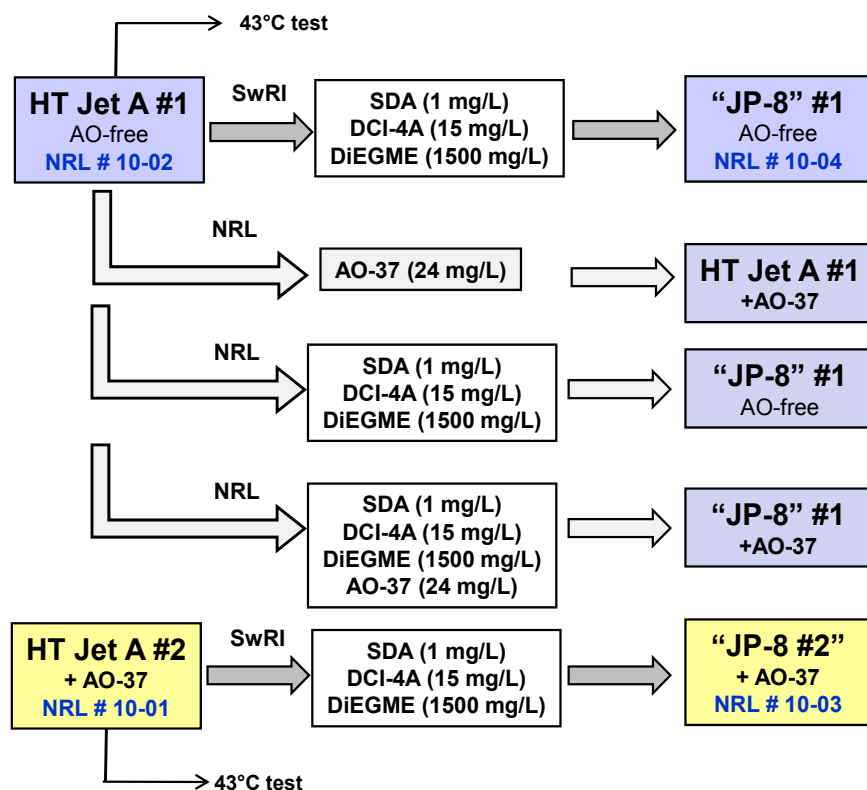 43°C test
HT Jet A #1
AO-free
NRL # 10-02
SwRI
SDA (1 mg/L)
DCI-4A (15 mg/L)
DiEGME (1500 mg/L)
“JP-8” #1
AO-free
NRL # 10-04
NRL
AO-37 (24 mg/L)
HT Jet A #1
+AO-37
NRL
SDA (1 mg/L)
DCI-4A (15 mg/L)
DiEGME (1500 mg/L)
“JP-8” #1
AO-free
NRL
SDA (1 mg/L)
DCI-4A (15 mg/L)
DiEGME (1500 mg/L)
AO-37 (24 mg/L)
“JP-8” #1
+AO-37
HT Jet A #2
+ AO-37
NRL # 10-01
SwRI
SDA (1 mg/L)
DCI-4A (15 mg/L)
DiEGME (1500 mg/L)
“JP-8 #2”
+ AO-37
NRL # 10-03
43°C test